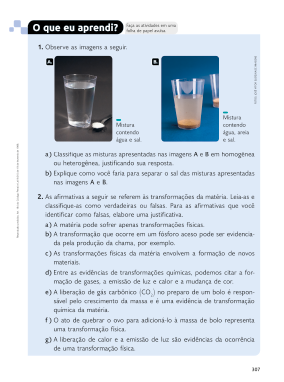 O que eu aprendi?
Faça as atividades em uma
folha de papel avulsa.
1. Observe as imagens a seguir.
A.
B.
Mistura
contendo
água e sal.
Mistura
contendo
água, areia
e sal.
a) Classifique as misturas apresentadas nas imagens A e B em homogênea
ou heterogênea, justificando sua resposta.
b) Explique como você faria para separar o sal das misturas apresentadas
nas imagens A e B.
2. As afirmativas a seguir se referem às transformações da matéria. Leia-as e
classifique-as como verdadeiras ou falsas. Para as afirmativas que você
identificar como falsas, elabore uma justificativa.
a) A matéria pode sofrer apenas transformações físicas.
b) A transformação que ocorre em um fósforo aceso pode ser evidencia-
da pela produção da chama, por exemplo.
c) As transformações físicas da matéria envolvem a formação de novos
materiais.
d) Entre as evidências de transformações químicas, podemos citar a for-
mação de gases, a emissão de luz e calor e a mudança de cor.
e) A liberação de gás carbônico (CO₂) no preparo de um bolo é respon-
sável pelo crescimento da massa e é uma evidência de transformação
química da matéria.
f) O ato de quebrar o ovo para adicioná-lo à massa de bolo representa
uma transformação física.
g) A liberação de calor e a emissão de luz são evidências da ocorrência
de uma transformação física.
307